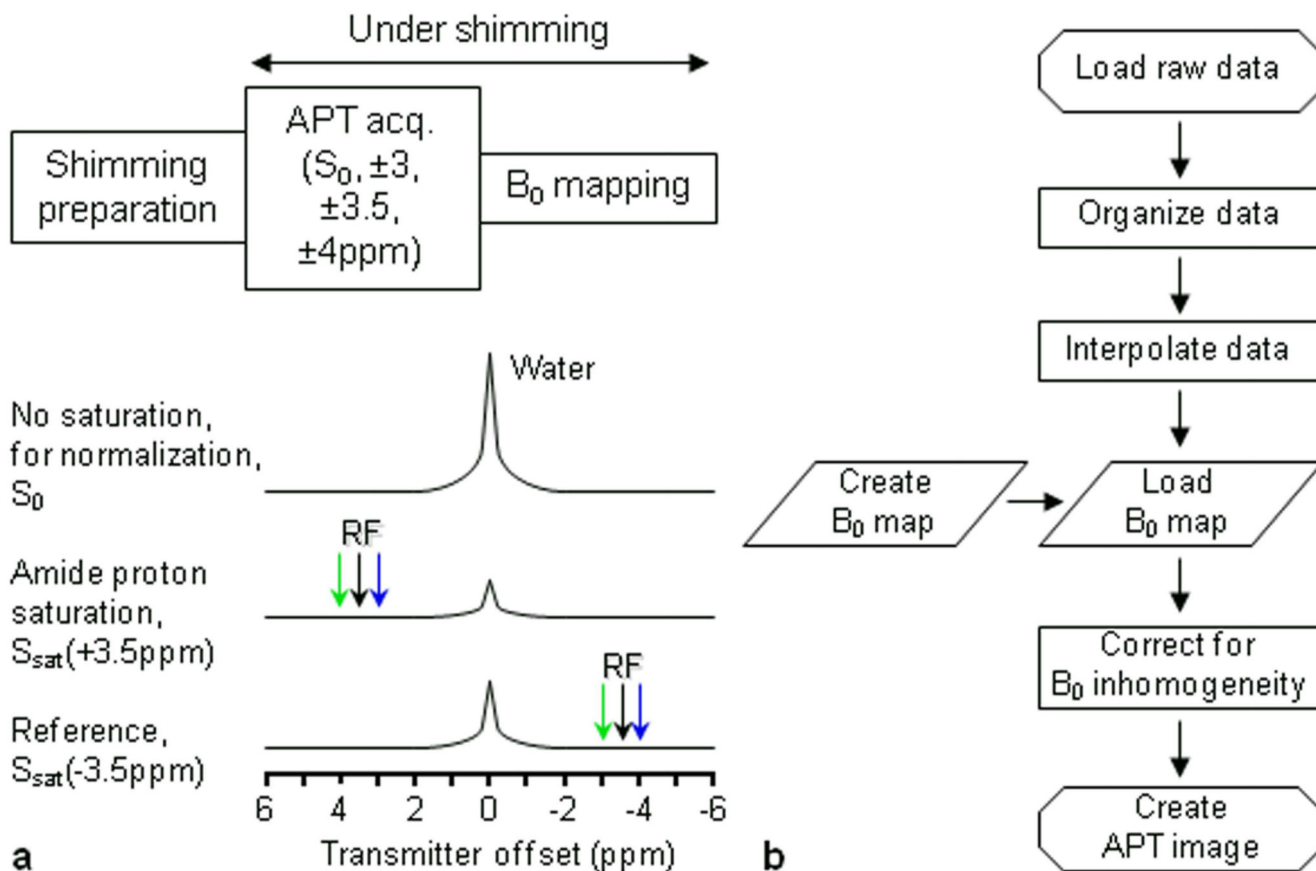 Under shimming
Shimming
preparation
APT acq.
(S₀, ±3,
±3.5,
±4ppm)
B₀ mapping
Water
No saturation,
for normalization,
S₀
RF
Amide proton
saturation,
Sₛₐₜ(+3.5ppm)
RF
Reference,
Sₛₐₜ(-3.5ppm)
6 4 2 0 -2 -4 -6
Transmitter offset (ppm)
a
Load raw data
Organize data
Interpolate data
Create
B₀ map
Load
B₀ map
Correct for
B₀ inhomogeneity
Create
APT image
b